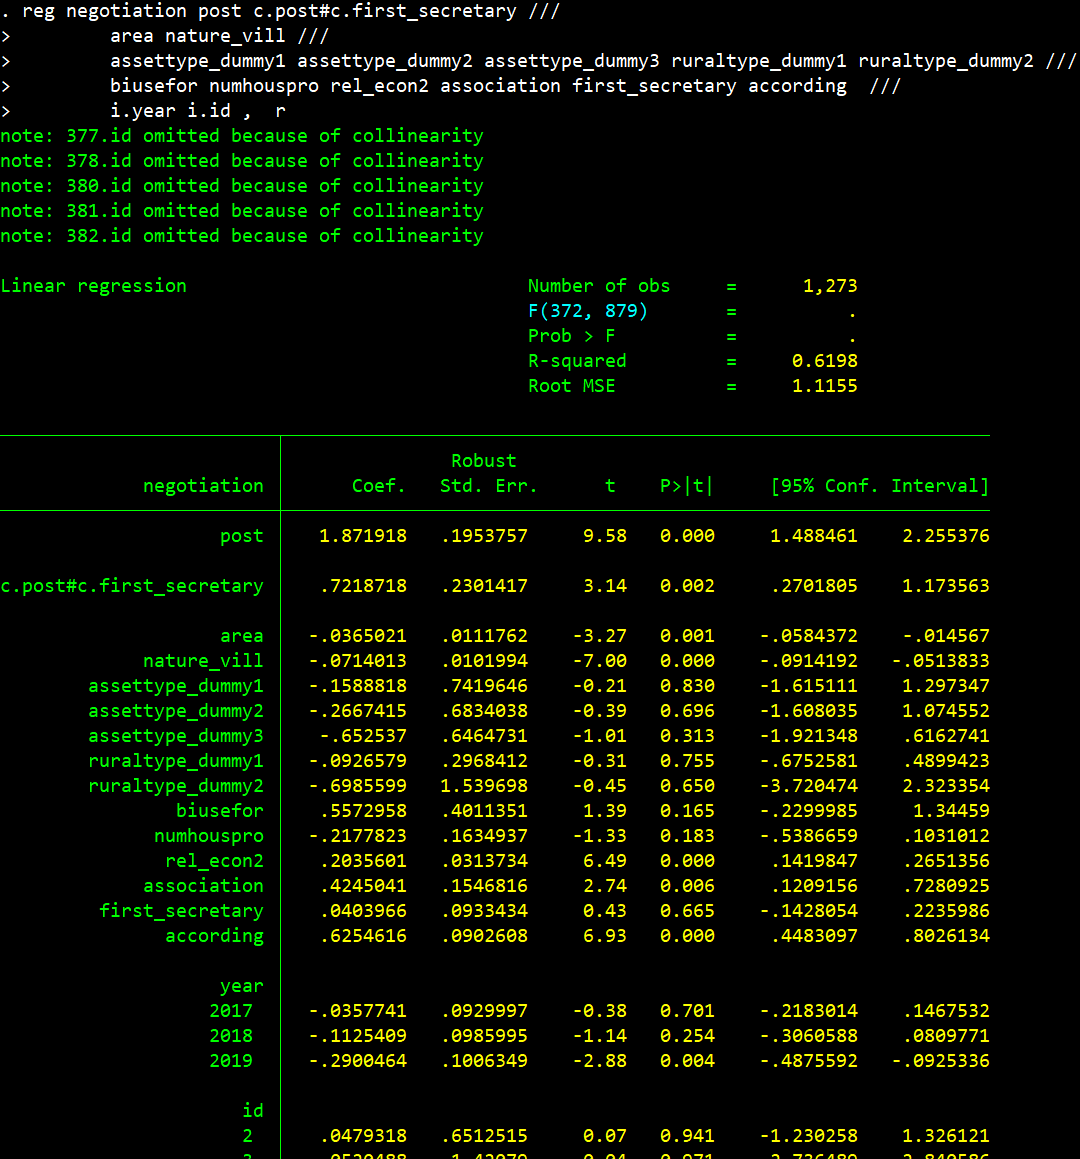 . reg negotiation post c.post#c.first_secretary ///
> area nature_vill ///
> assettype_dummy1 assettype_dummy2 assettype_dummy3 ruraltype_dummy1 ruraltype_dummy2 ///
> biusefor numhouspro rel_econ2 association first_secretary according ///
> i.year i.id , r
note: 377.id omitted because of collinearity
note: 378.id omitted because of collinearity
note: 380.id omitted because of collinearity
note: 381.id omitted because of collinearity
note: 382.id omitted because of collinearity
Linear regression Number of obs = 1,273
F(372, 879) = .
Prob > F = .
R-squared = 0.6198
Root MSE = 1.1155
Robust
negotiation Coef. Std. Err. t P>|t| [95% Conf. Interval]
post 1.871918 .1953757 9.58 0.000 1.488461 2.255376
c.post#c.first_secretary .7218718 .2301417 3.14 0.002 .2701805 1.173563
area -.0365021 .0111762 -3.27 0.001 -.0584372 -.014567
nature_vill -.0714013 .0101994 -7.00 0.000 -.0914192 -.0513833
assettype_dummy1 -.1588818 .7419646 -0.21 0.830 -1.615111 1.297347
assettype_dummy2 -.2667415 .6834038 -0.39 0.696 -1.608035 1.074552
assettype_dummy3 -.652537 .6464731 -1.01 0.313 -1.921348 .6162741
ruraltype_dummy1 -.0926579 .2968412 -0.31 0.755 -.6752581 .4899423
ruraltype_dummy2 -.6985599 1.539698 -0.45 0.650 -3.720474 2.323354
biusefor .5572958 .4011351 1.39 0.165 -.2299985 1.34459
numhouspro -.2177823 .1634937 -1.33 0.183 -.5386659 .1031012
rel_econ2 .2035601 .0313734 6.49 0.000 .1419847 .2651356
association .4245041 .1546816 2.74 0.006 .1209156 .7280925
first_secretary .0403966 .0933434 0.43 0.665 -.1428054 .2235986
according .6254616 .0902608 6.93 0.000 .4483097 .8026134
year
2017 -.0357741 .0929997 -0.38 0.701 -.2183014 .1467532
2018 -.1125409 .0985995 -1.14 0.254 -.3060588 .0809771
2019 -.2900464 .1006349 -2.88 0.004 -.4875592 -.0925336
id
2 .0479318 .6512515 0.07 0.941 -1.230258 1.326121